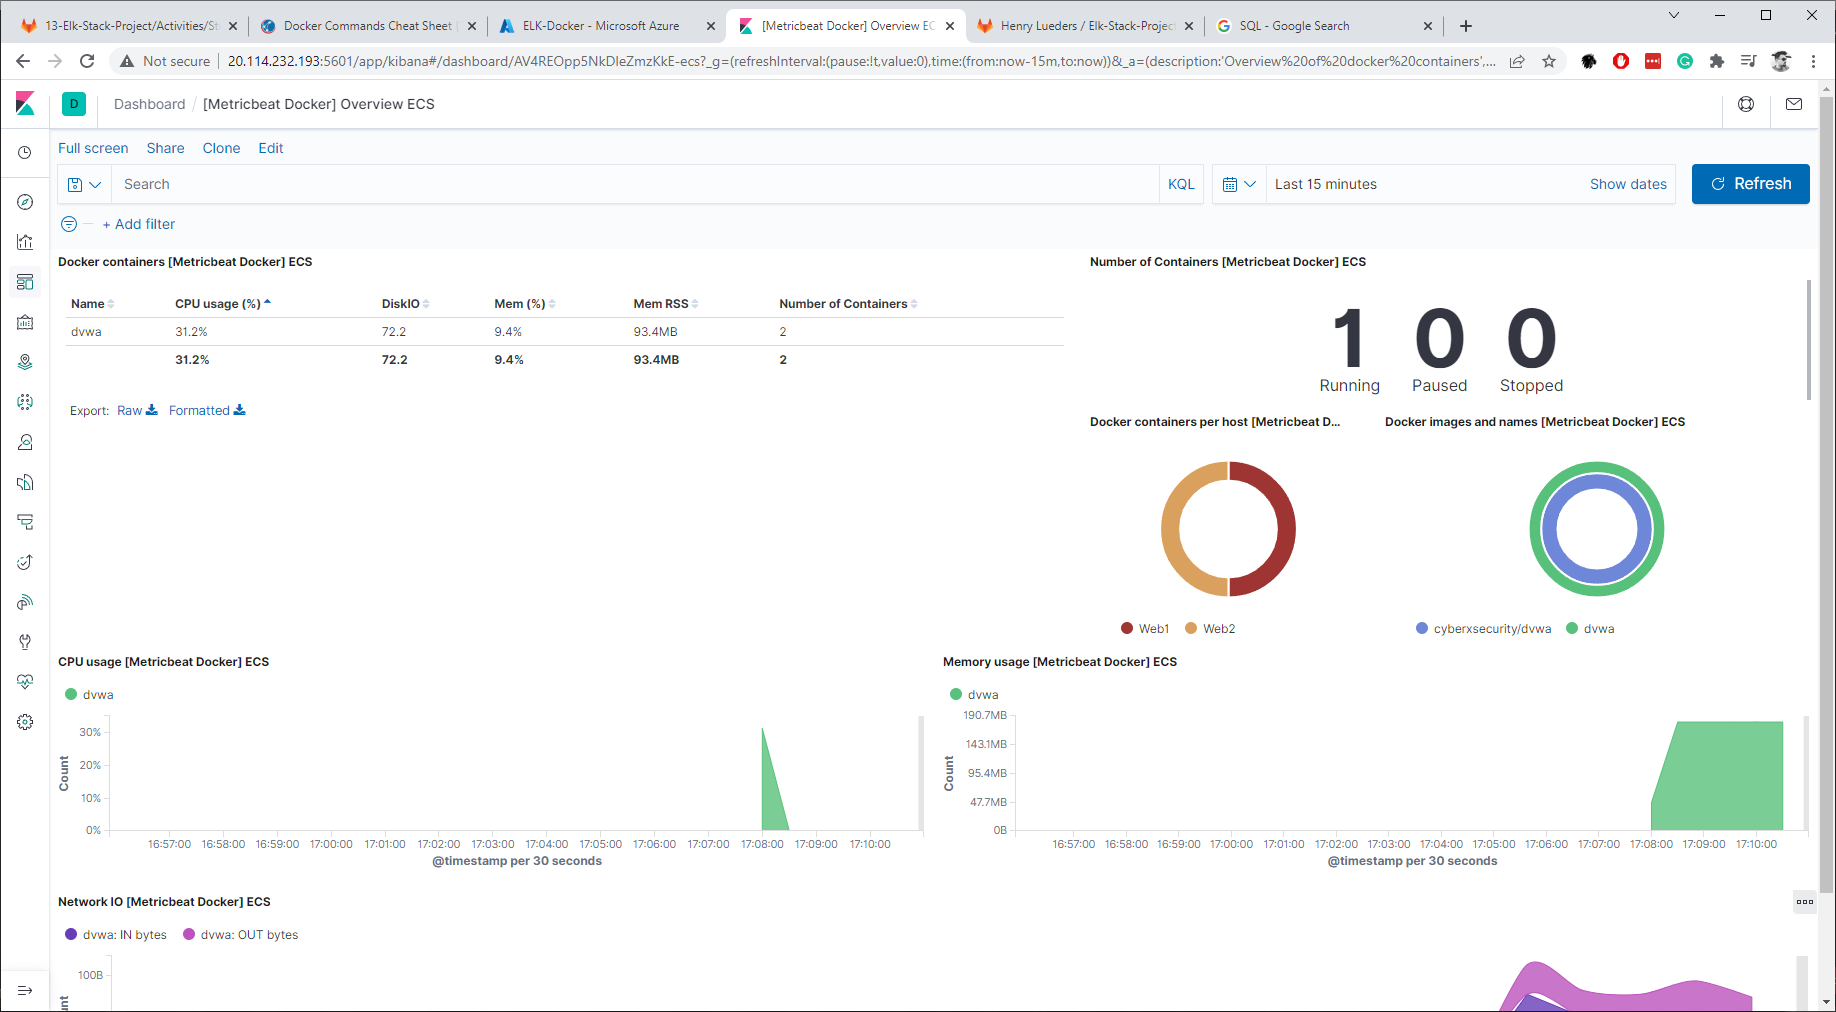 13-Elk-Stack-Project/Activities/St
Docker Commands Cheat Sheet
ELK-Docker - Microsoft Azure
[Metricbeat Docker] Overview EC
Henry Lueders / Elk-Stack-Projec
SQL - Google Search
Not secure
20.114.232.193:5601/app/kibana#/dashboard/AV4REOpp5NkDleZmzKkE-ecs?_g=(refreshInterval:(pause:!t,value:0),time:(from:now-15m,to:now))&_a=(description:'Overview%20of%20docker%20containers',...
D
Dashboard / [Metricbeat Docker] Overview ECS
Full screen Share Clone Edit
Search
KQL
Last 15 minutes
Show dates
Refresh
+ Add filter
Docker containers [Metricbeat Docker] ECS
Name CPU usage (%) DiskIO Mem (%) Mem RSS Number of Containers
dvwa 31.2% 72.2 9.4% 93.4MB 2
31.2% 72.2 9.4% 93.4MB 2
Export: Raw Formatted
Number of Containers [Metricbeat Docker] ECS
1 0 0
Running Paused Stopped
Docker containers per host [Metricbeat D...
Web1 Web2
Docker images and names [Metricbeat Docker] ECS
cyberxsecurity/dvwa dvwa
CPU usage [Metricbeat Docker] ECS
dvwa
Count
30%
20%
10%
0%
16:57:00 16:58:00 16:59:00 17:00:00 17:01:00 17:02:00 17:03:00 17:04:00 17:05:00 17:06:00 17:07:00 17:08:00 17:09:00 17:10:00
@timestamp per 30 seconds
Memory usage [Metricbeat Docker] ECS
dvwa
Count
190.7MB
143.1MB
95.4MB
47.7MB
0B
16:57:00 16:58:00 16:59:00 17:00:00 17:01:00 17:02:00 17:03:00 17:04:00 17:05:00 17:06:00 17:07:00 17:08:00 17:09:00 17:10:00
@timestamp per 30 seconds
Network IO [Metricbeat Docker] ECS
dvwa: IN bytes dvwa: OUT bytes
100B